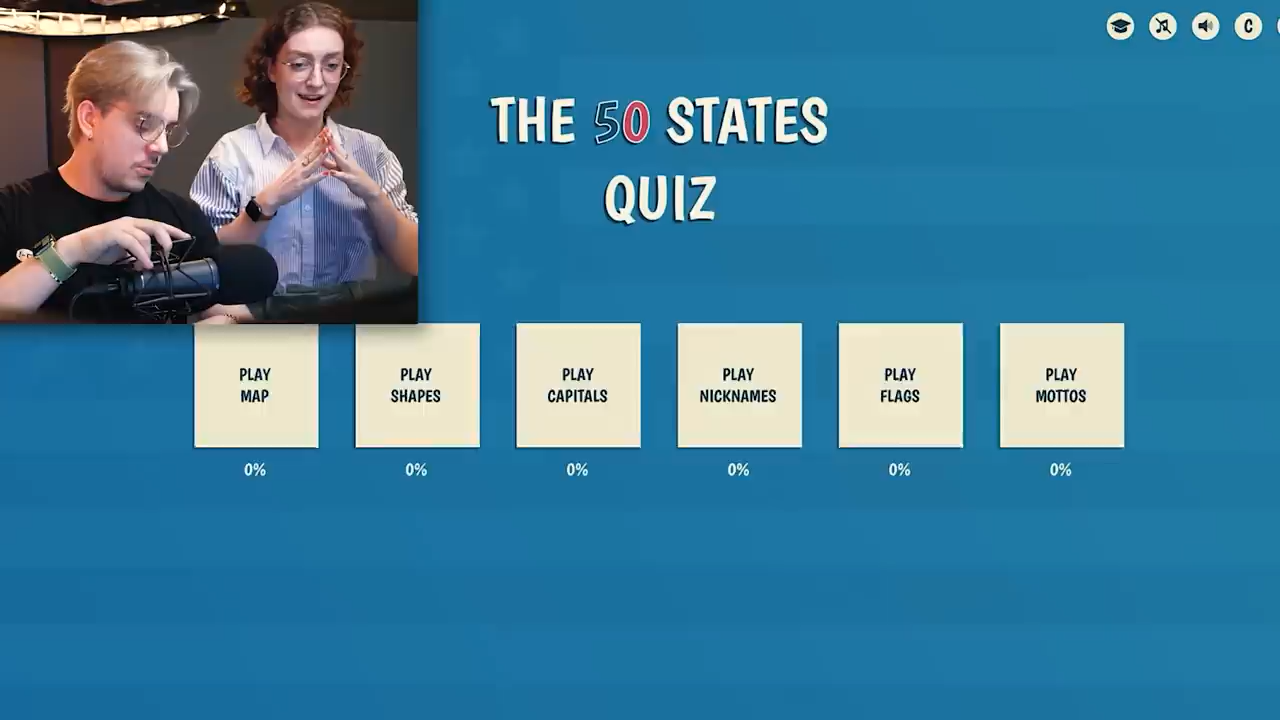 C
THE 50 STATES
QUIZ
PLAY
MAP
PLAY
SHAPES
PLAY
CAPITALS
PLAY
NICKNAMES
PLAY
FLAGS
PLAY
MOTTOS
0%
0%
0%
0%
0%
0%